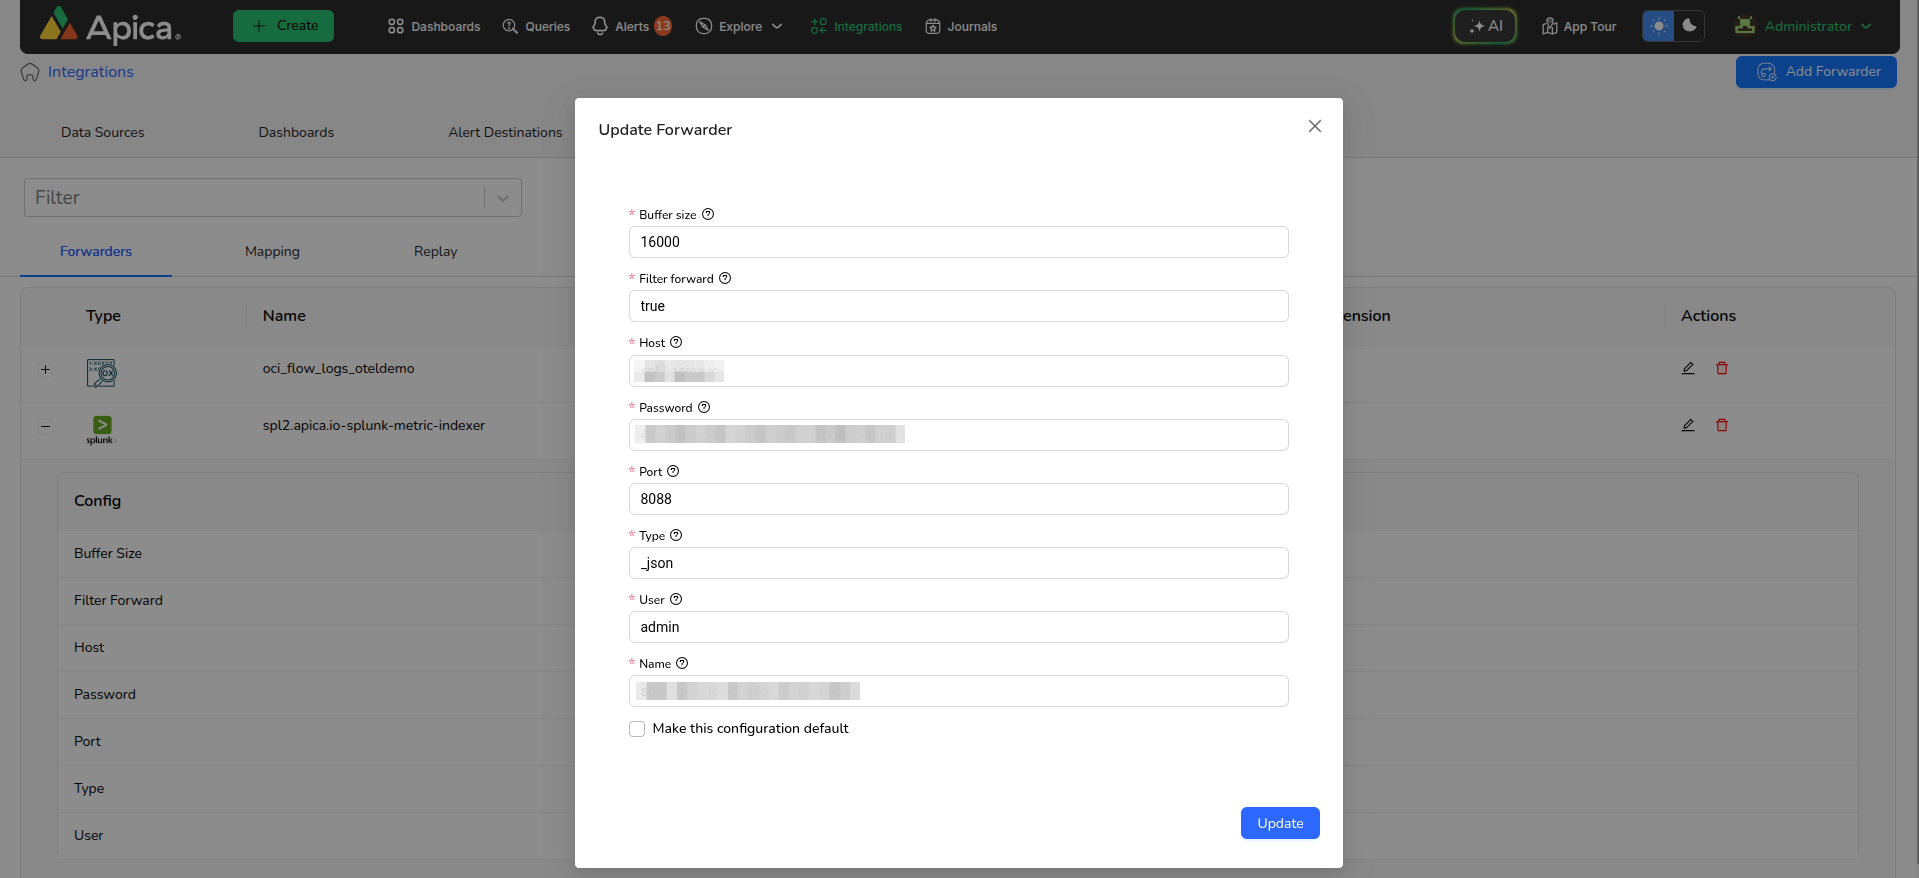 Apica.
Create
Dashboards
Queries
Alerts 13
Explore
Integrations
Journals
AI
App Tour
Administrator
Integrations
Add Forwarder
Data Sources
Dashboards
Alert Destinations
Filter
Forwarders
Mapping
Replay
Type
Name
ension
Actions
oci_flow_logs_oteldemo
splunk>
spl2.apica.io-splunk-metric-indexer
Config
Buffer Size
Filter Forward
Host
Password
Port
Type
User
Update Forwarder
* Buffer size
16000
* Filter forward
true
* Host
* Password
* Port
8088
* Type
_json
* User
admin
* Name
Make this configuration default
Update